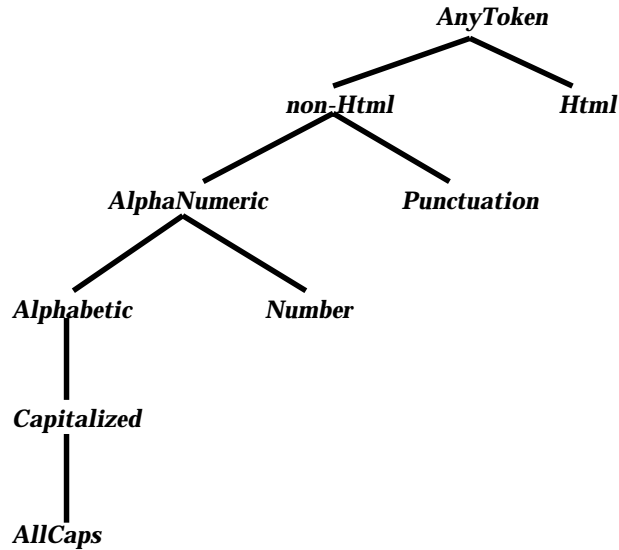 AnyToken
non-Html Html
AlphaNumeric Punctuation
Alphabetic Number
Capitalized
AllCaps